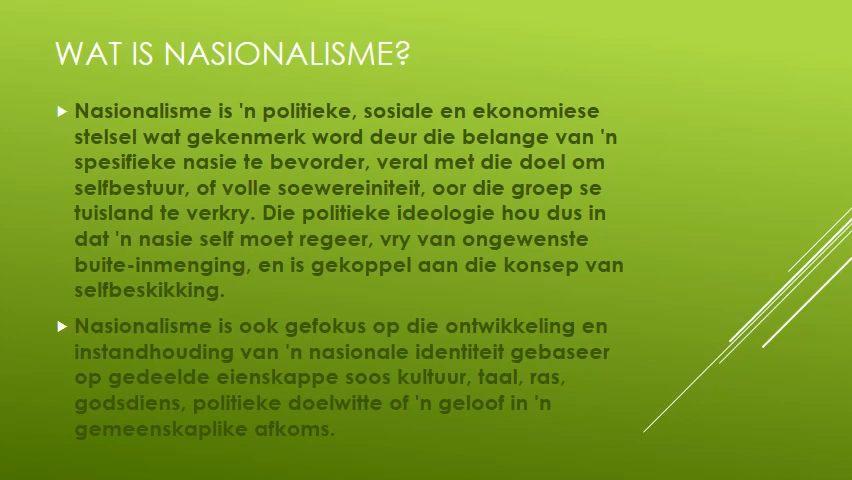 WAT IS NASIONALISME?
Nasionalisme is 'n politieke, sosiale en ekonomiese
stelsel wat gekenmerk word deur die belange van 'n
spesifieke nasie te bevorder, veral met die doel om
selfbestuur, of volle soewereiniteit, oor die groep se
tuisland te verkry. Die politieke ideologie hou dus in
dat 'n nasie self moet regeer, vry van ongewenste
buite-inmenging, en is gekoppel aan die konsep van
selfbeskikking.
Nasionalisme is ook gefokus op die ontwikkeling en
instandhouding van 'n nasionale identiteit gebaseer
op gedeelde eienskappe soos kultuur, taal, ras,
godsdiens, politieke doelwitte of 'n geloof in 'n
gemeenskaplike afkoms.